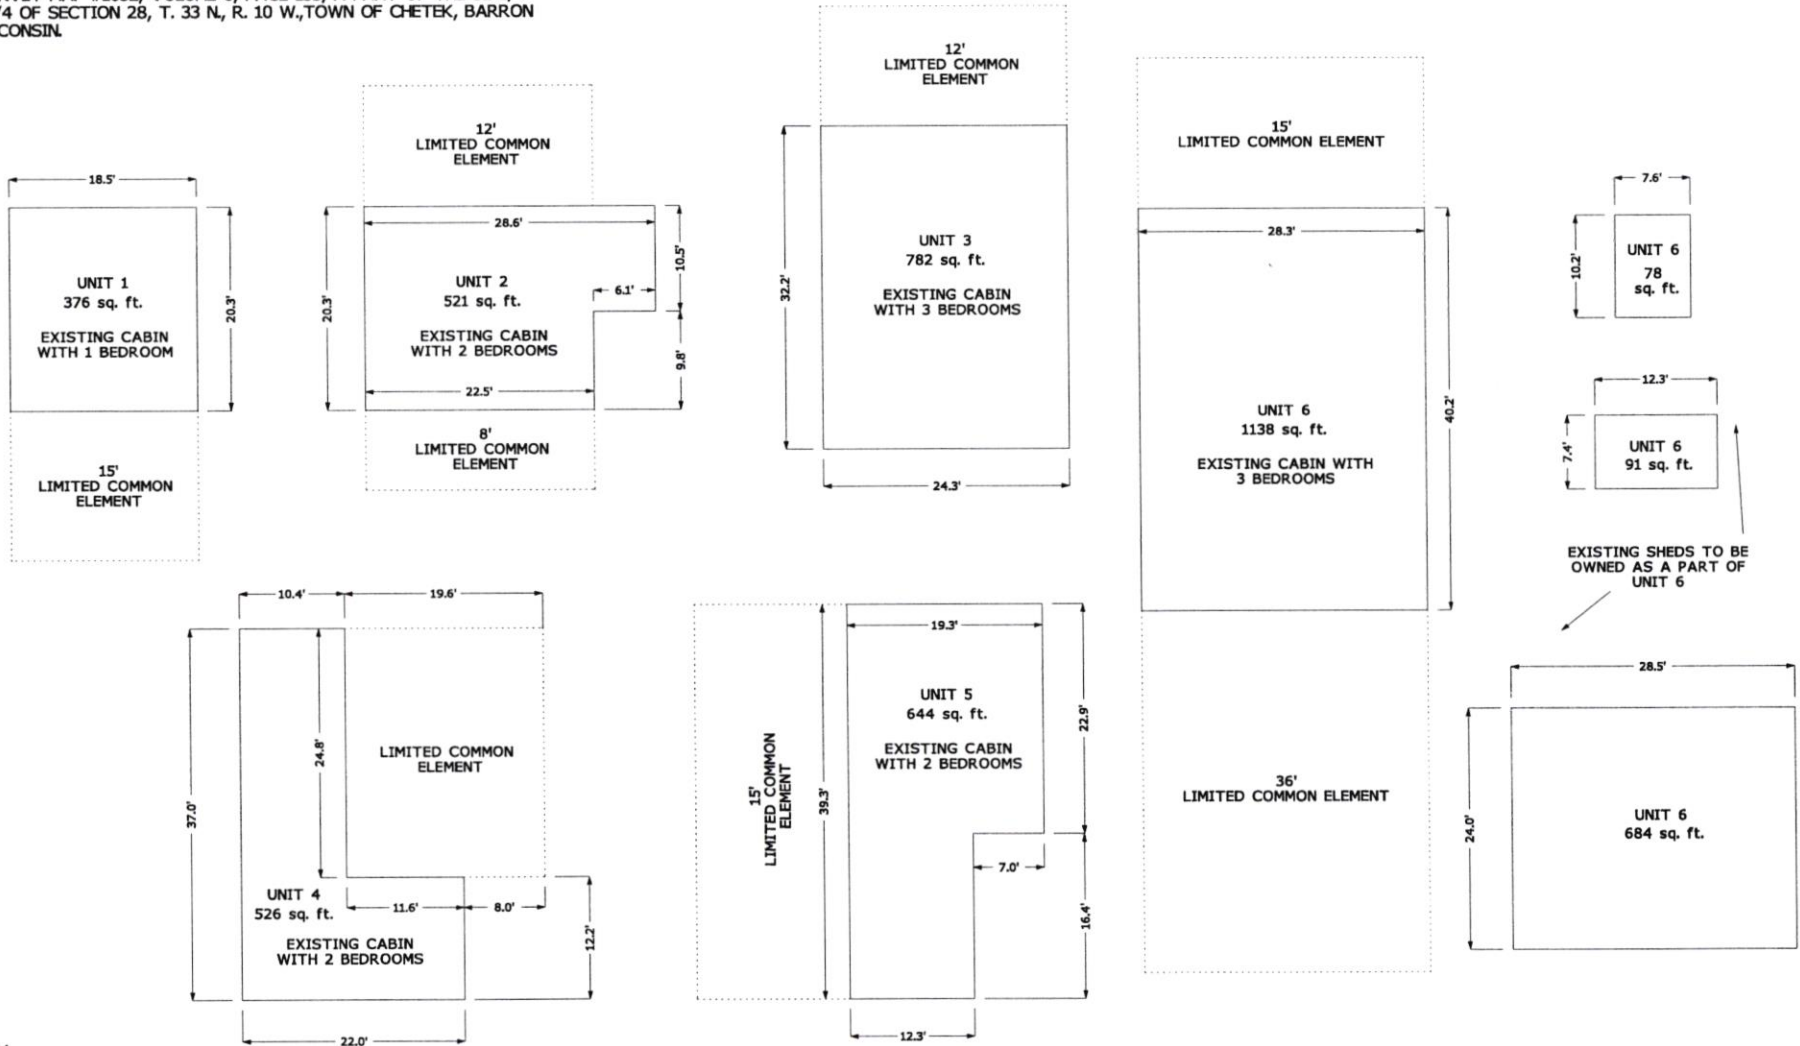 /4 OF SECTION 28, T. 33 N., R. 10 W.,TOWN OF CHETEK, BARRON
CONSIN.
18.5'
UNIT 1
376 sq. ft.
EXISTING CABIN
WITH 1 BEDROOM
20.3'
15'
LIMITED COMMON
ELEMENT
12'
LIMITED COMMON
ELEMENT
28.6'
20.3'
UNIT 2
521 sq. ft.
EXISTING CABIN
WITH 2 BEDROOMS
10.5'
6.1'
9.8'
22.5'
8'
LIMITED COMMON
ELEMENT
12'
LIMITED COMMON
ELEMENT
32.2'
UNIT 3
782 sq. ft.
EXISTING CABIN
WITH 3 BEDROOMS
24.3'
15'
LIMITED COMMON ELEMENT
28.3'
UNIT 6
1138 sq. ft.
EXISTING CABIN WITH
3 BEDROOMS
40.2'
36'
LIMITED COMMON ELEMENT
7.6'
10.2'
UNIT 6
78
sq. ft.
12.3'
7.4'
UNIT 6
91 sq. ft.
EXISTING SHEDS TO BE
OWNED AS A PART OF
UNIT 6
28.5'
24.0'
UNIT 6
684 sq. ft.
10.4'
19.6'
37.0'
24.8'
LIMITED COMMON
ELEMENT
UNIT 4
526 sq. ft.
EXISTING CABIN
WITH 2 BEDROOMS
11.6'
8.0'
12.2'
22.0'
15'
LIMITED COMMON
ELEMENT
39.3'
19.3'
UNIT 5
644 sq. ft.
EXISTING CABIN
WITH 2 BEDROOMS
22.9'
7.0'
16.4'
12.3'